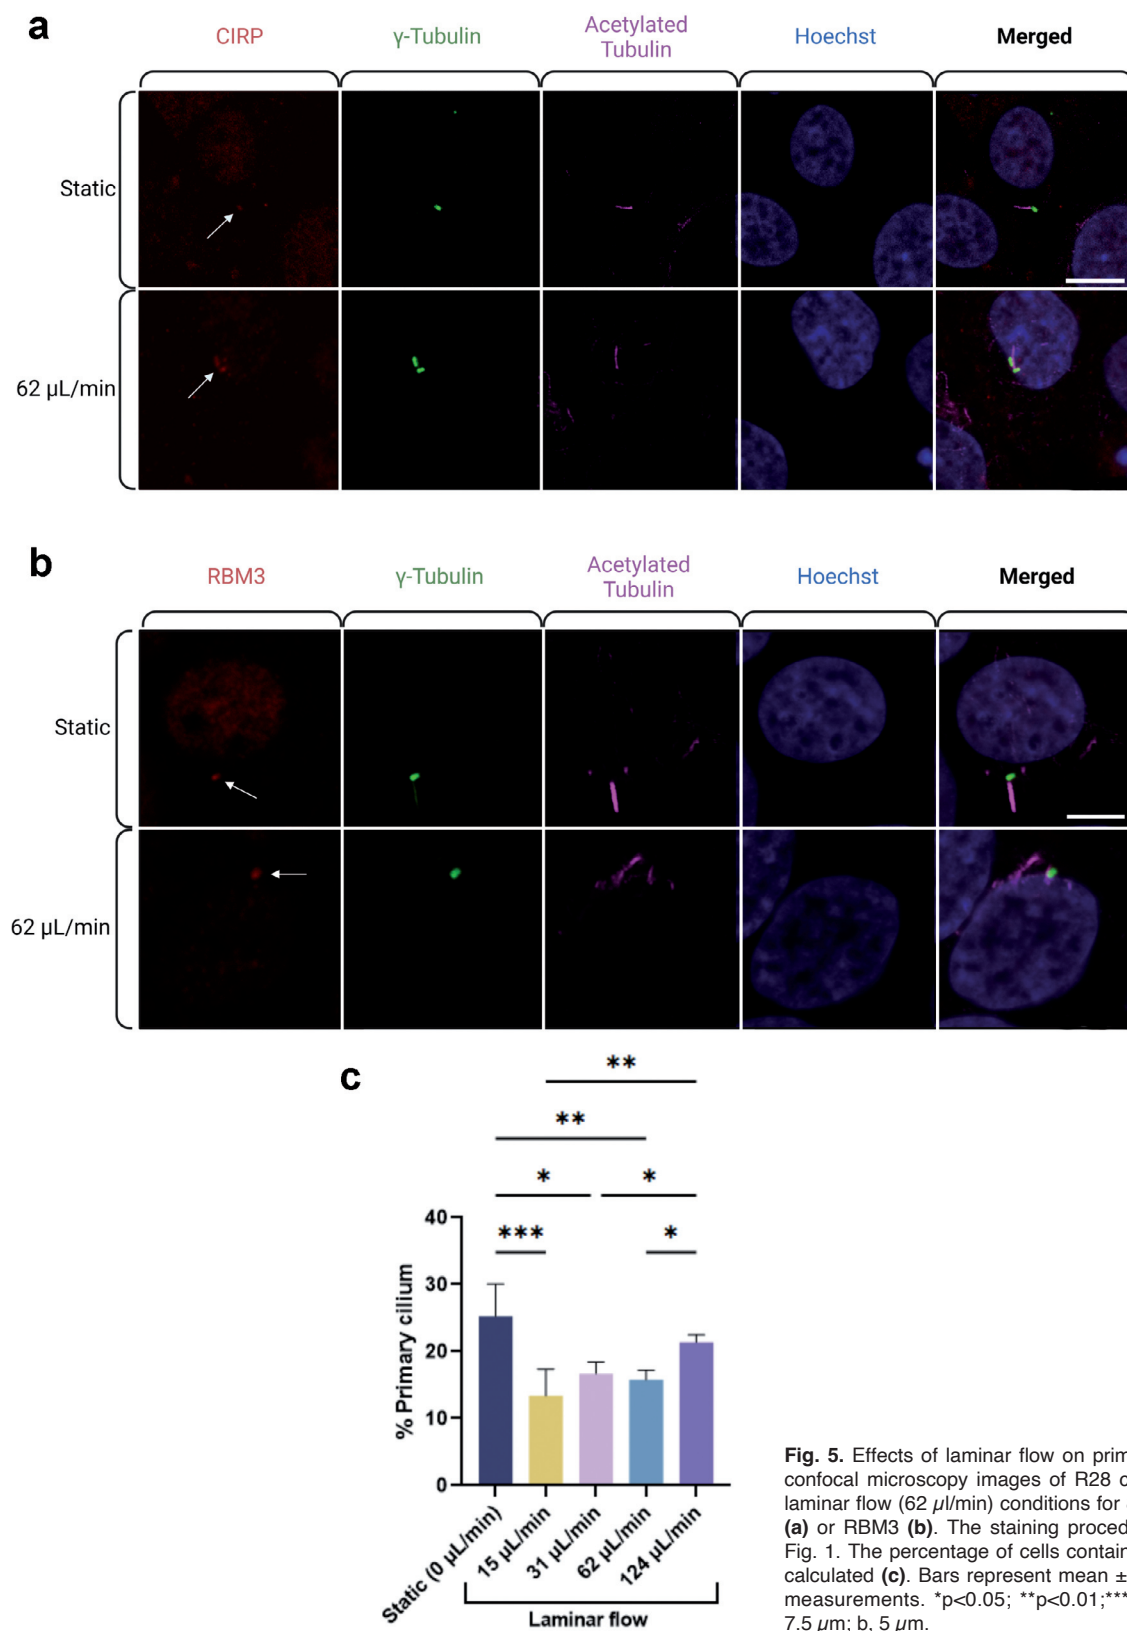 a
CIRP
γ-Tubulin
Acetylated
Tubulin
Hoechst
Merged
Static
62 µL/min
b
RBM3
γ-Tubulin
Acetylated
Tubulin
Hoechst
Merged
Static
62 µL/min
c
**
**
* *
*** *
40
30
20
10
0
% Primary cilium
Static (0 µL/min)
15 µL/min
31 µL/min
62 µL/min
124 µL/min
Laminar flow
Fig. 5. Effects of laminar flow on prim
confocal microscopy images of R28 c
laminar flow (62 µl/min) conditions for
(a) or RBM3 (b). The staining proced
Fig. 1. The percentage of cells contain
calculated (c). Bars represent mean ±
measurements. *p<0.05; **p<0.01;***
7.5 µm; b, 5 µm.